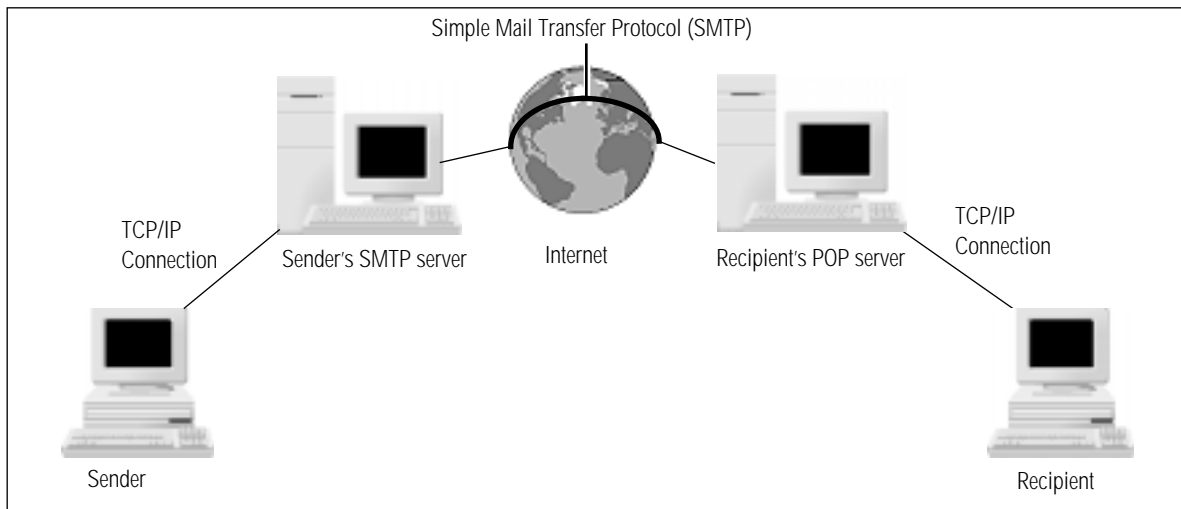 Simple Mail Transfer Protocol (SMTP)
TCP/IP
Connection
Sender's SMTP server
Internet
Recipient's POP server
TCP/IP
Connection
Sender
Recipient